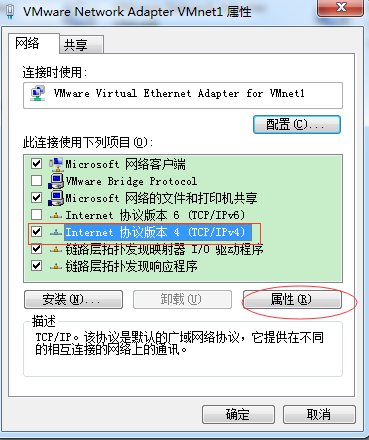 VMware Network Adapter VMnet1 属性
网络
共享
连接时使用:
VMware Virtual Ethernet Adapter for VMnet1
配置(C)...
此连接使用下列项目(O):
Microsoft 网络客户端
VMware Bridge Protocol
Microsoft 网络的文件和打印机共享
Internet 协议版本 6 (TCP/IPv6)
Internet 协议版本 4 (TCP/IPv4)
链路层拓扑发现映射器 I/O 驱动程序
链路层拓扑发现响应程序
安装(N)...
卸载(U)
属性(R)
描述
TCP/IP。该协议是默认的广域网络协议，它提供在不同
的相互连接的网络上的通讯。
确定
取消